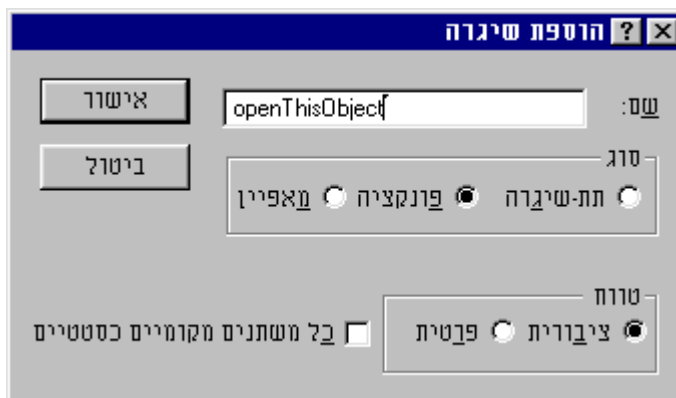 הוספת שיגרה
שם:
openThisObject
אישור
ביטול
סוג
תת-שיגרה פונקציה מאפיין
טווח
ציבורית פרטית
כל משתנים מקומיים כסטטיים